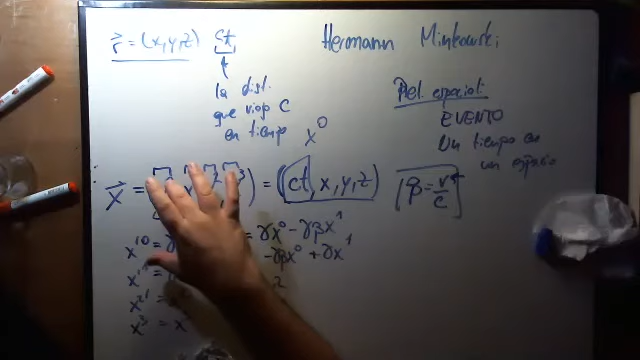 r⃗ = (x,y,z) ct
Hermann Minkowski
la dist.
que viaja c
en tiempo x⁰
Rel. especial:
EVENTO
Un tiempo en
un espacio
x⃗ = = (ct, x, y, z) β = v/c
x'⁰ = = γx⁰ - γβx¹
-γβx⁰ + γx¹